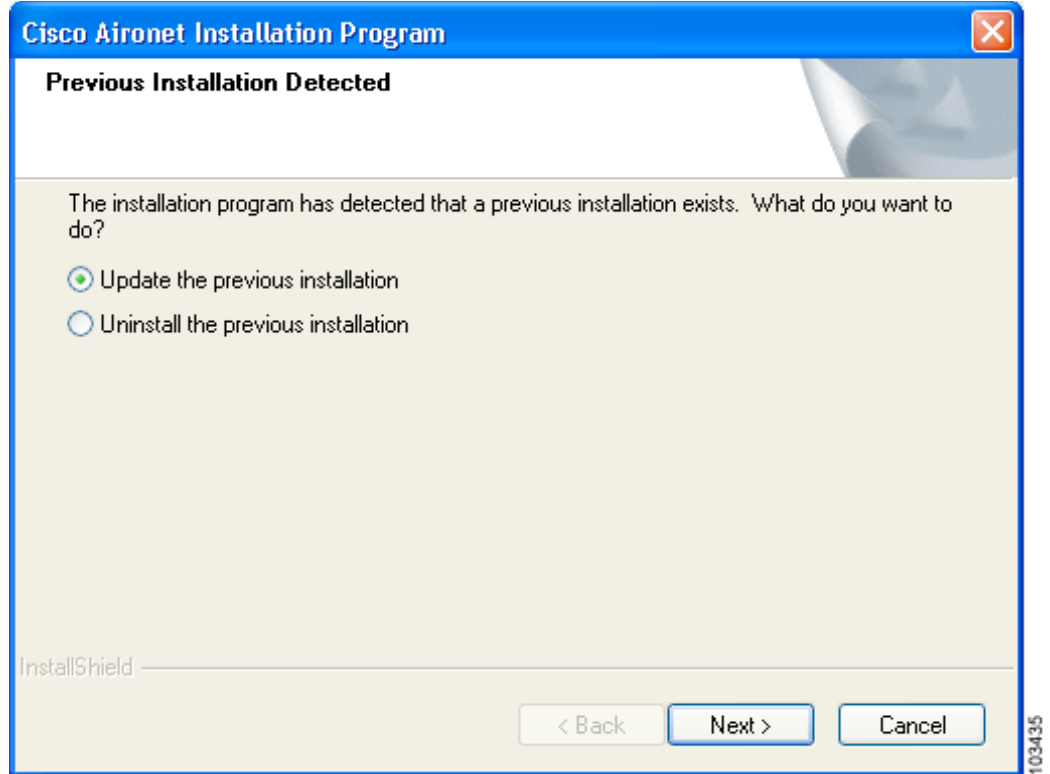 Cisco Aironet Installation Program
Previous Installation Detected
The installation program has detected that a previous installation exists.  What do you want to
do?
Update the previous installation
Uninstall the previous installation
InstallShield
< Back
Next >
Cancel
103435